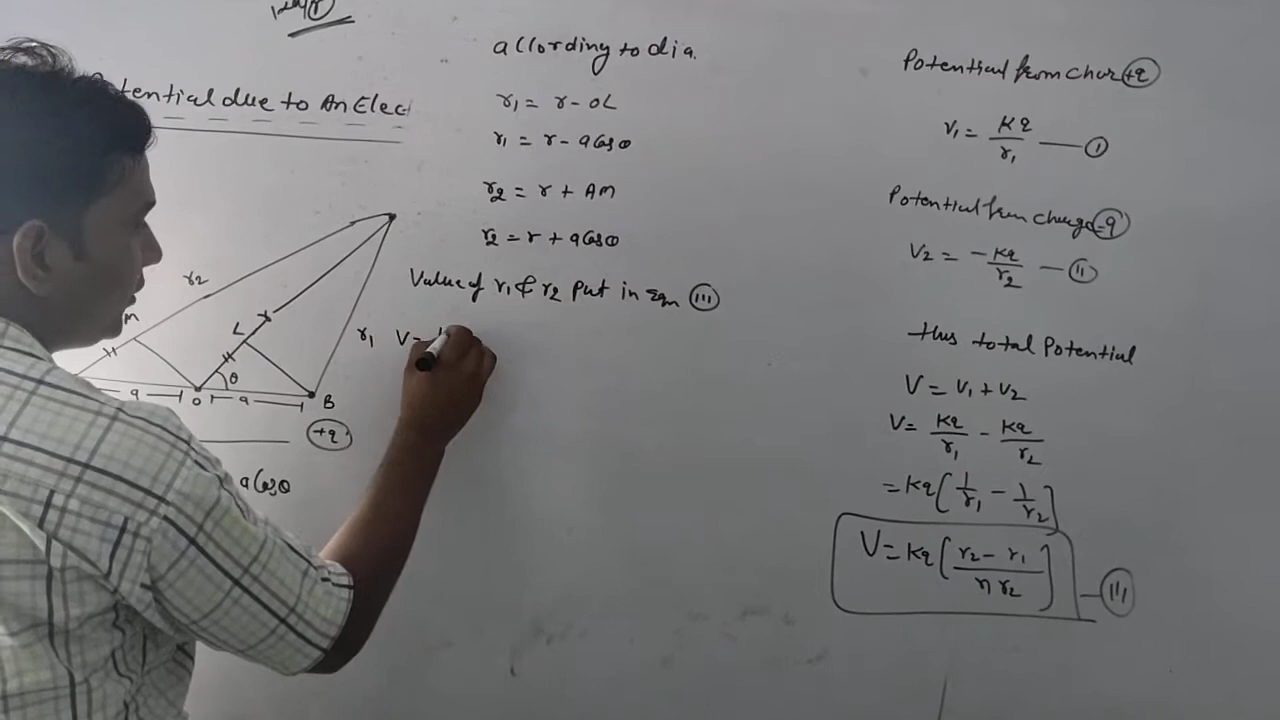 tential due to An Elec
r2
M
L
θ
a
O
a
B
+q
r1
a Cosθ
according to dia.
r1 = r - OL
r1 = r - a Cosθ
r2 = r + AM
r2 = r + a Cosθ
Value of r1 & r2 Put in Eqn (III)
V =
Potential from Char +q
V1 = Kq/r1 — (I)
Potential from Charge -q
V2 = - Kq/r2 — (II)
thus total Potential
V = V1 + V2
V = Kq/r1 - Kq/r2
= Kq [1/r1 - 1/r2]
V = Kq [(r2 - r1)/(r1 r2)] — (III)